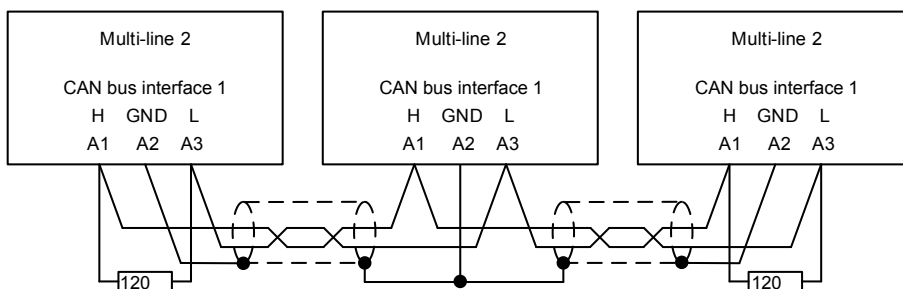 Multi-line 2 Multi-line 2 Multi-line 2
CAN bus interface 1 CAN bus interface 1 CAN bus interface 1
H GND L H GND L H GND L
A1 A2 A3 A1 A2 A3 A1 A2 A3
120 120